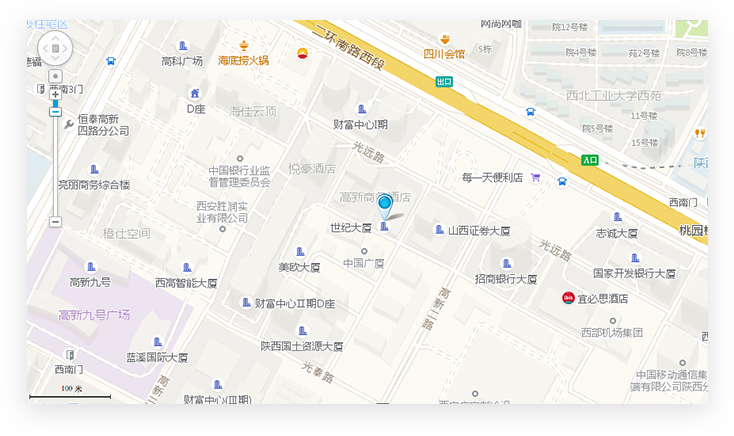 网尚网咖
院12号楼
二环南路西段
四川会馆
5栋
院4号楼
苑2号楼
院8号楼
高科广场
海底捞火锅
西南3门
出口
D座
海佳云顶
西北工业大学西苑
恒泰高新
四路分公司
财富中心I期
11号楼
院5号楼
15号楼
光远路
入口
中国银行业监
督管理委员会
悦豪酒店
每一天便利店
亮丽商务综合楼
高新商务酒店
西安胜润实
业有限公司
西南门
世纪大厦
山西证券大厦
志诚大厦
橙仕空间
光远路
美欧大厦
中国广厦
高新九号
西高智能大厦
招商银行大厦
国家开发银行大厦
高新九号广场
财富中心II期D座
高新二路
宜必思酒店
西部机场集团
蓝溪国际大厦
陕西国土资源大厦
西南门
光泰路
中国移动通信集
端有限公司陕西分
100 米
高新三路
财富中心(III期)